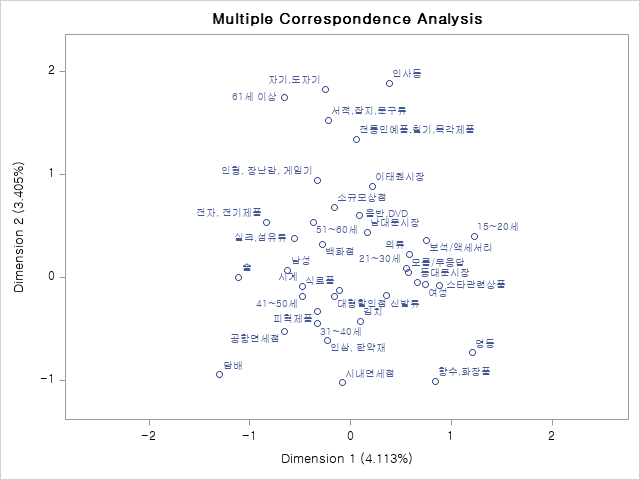 Multiple Correspondence Analysis
Dimension 2 (3.405%)
2
1
0
-1
인사동
자기,도자기
61세 이상
서적,잡지,문구류
전통민예품,칠기,목각제품
인형, 장난감, 게임기
이태원시장
소규모상점
전자, 전기제품
음반,DVD
남대문시장
51~60세
15~20세
실크,섬유류
백화점
의류
보석/액세서리
남성
21~30세
모름/무응답
술
시계
식료품
동대문시장
스타관련상품
여성
41~50세
대형할인점
신발류
피혁제품
김치
31~40세
공항면세점
인삼, 한약재
명동
담배
시내면세점
향수,화장품
-2
-1
0
1
2
Dimension 1 (4.113%)